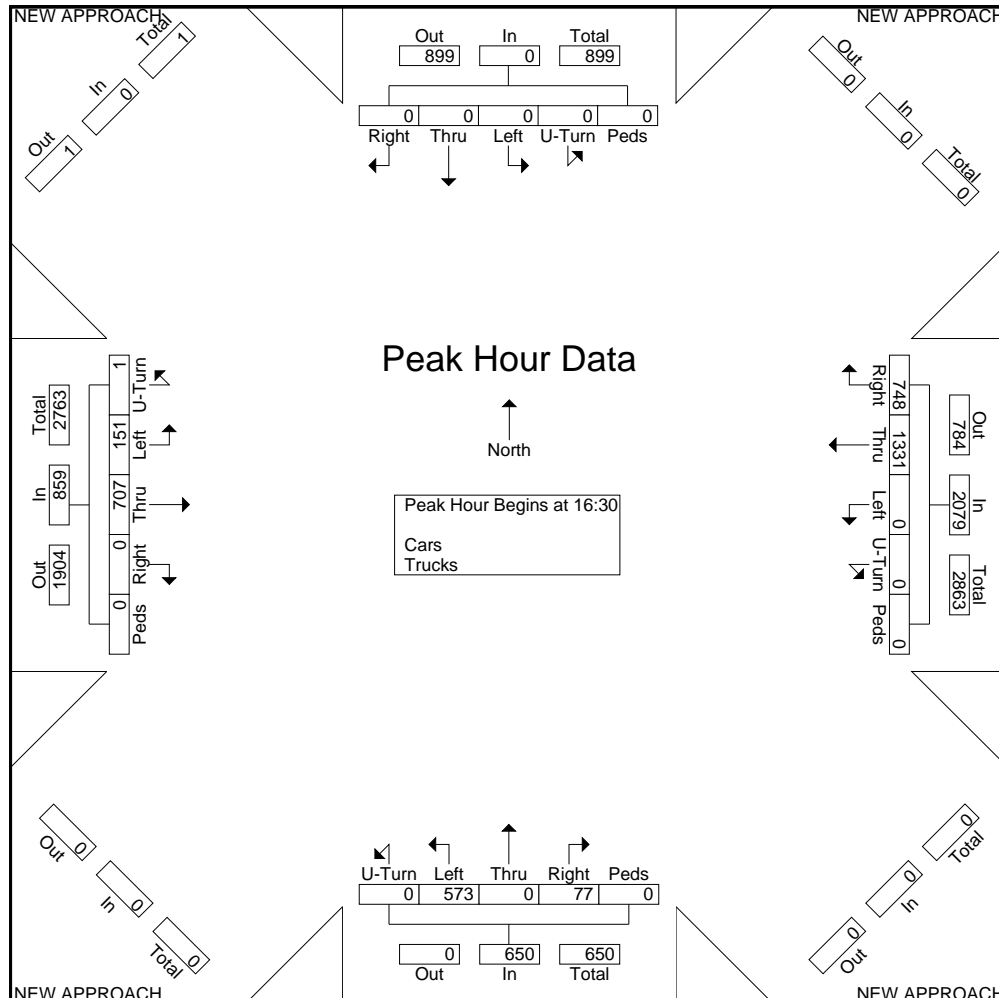 NEW APPROACH
NEW APPROACH
Total
1
In
0
Out
1
Out In Total
899 0 899
0 0 0 0 0
Right Thru Left U-Turn Peds
Out
0
In
0
Total
0
Peak Hour Data
North
Peak Hour Begins at 16:30
Cars
Trucks
Total
2763
In
859
Out
1904
1 151 707 0 0
U-Turn Left Thru Right Peds
Right Thru Left U-Turn Peds
748 1331 0 0 0
Out
784
In
2079
Total
2863
Out
0
In
0
Total
0
U-Turn Left Thru Right Peds
0 573 0 77 0
0 650 650
Out In Total
0
Total
0
In
0
Out
NEW APPROACH
NEW APPROACH